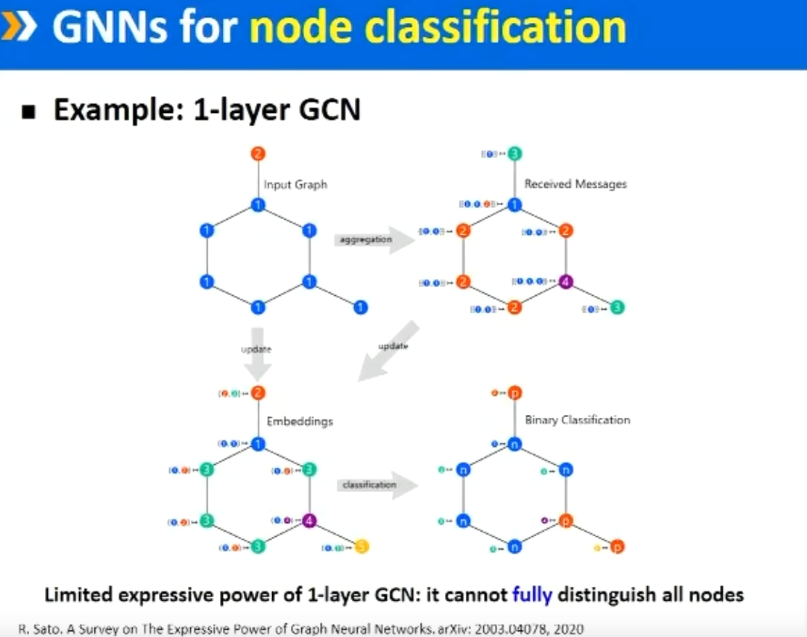 GNNs for node classification
Example: 1-layer GCN
2
3
Input Graph
Received Messages
1
1
1
1
2
2
aggregation
1
1
2
4
1
1
2
3
update
update
2
p
Embeddings
Binary Classification
1
n
3
3
n
n
classification
3
4
n
p
3
5
n
p
Limited expressive power of 1-layer GCN: it cannot fully distinguish all nodes
R. Sato. A Survey on The Expressive Power of Graph Neural Networks. arXiv: 2003.04078, 2020